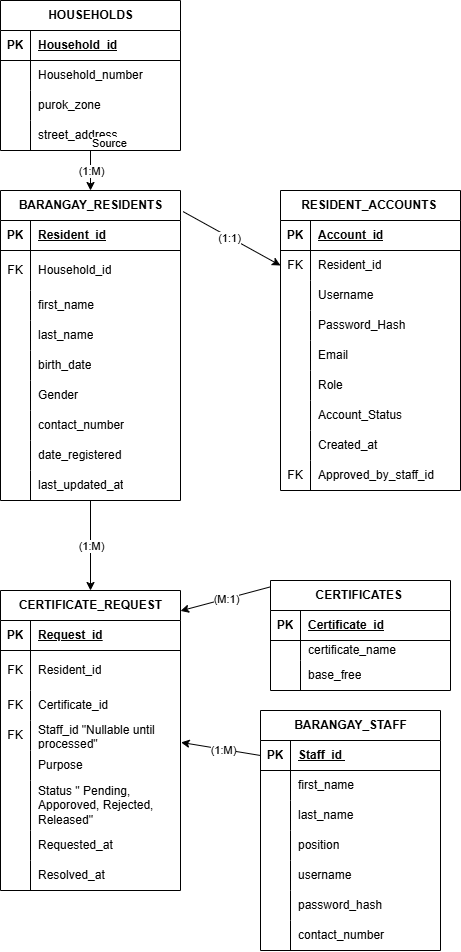 HOUSEHOLDS
PK Household_id
Household_number
purok_zone
street_address
Source
(1:M)
BARANGAY_RESIDENTS
PK Resident_id
FK Household_id
first_name
last_name
birth_date
Gender
contact_number
date_registered
last_updated_at
(1:1)
RESIDENT_ACCOUNTS
PK Account_id
FK Resident_id
Username
Password_Hash
Email
Role
Account_Status
Created_at
FK Approved_by_staff_id
(1:M)
CERTIFICATE_REQUEST
PK Request_id
FK Resident_id
FK Certificate_id
FK Staff_id "Nullable until
processed"
Purpose
Status " Pending,
Apporoved, Rejected,
Released"
Requested_at
Resolved_at
(M:1)
CERTIFICATES
PK Certificate_id
certificate_name
base_free
(1:M)
BARANGAY_STAFF
PK Staff_id
first_name
last_name
position
username
password_hash
contact_number